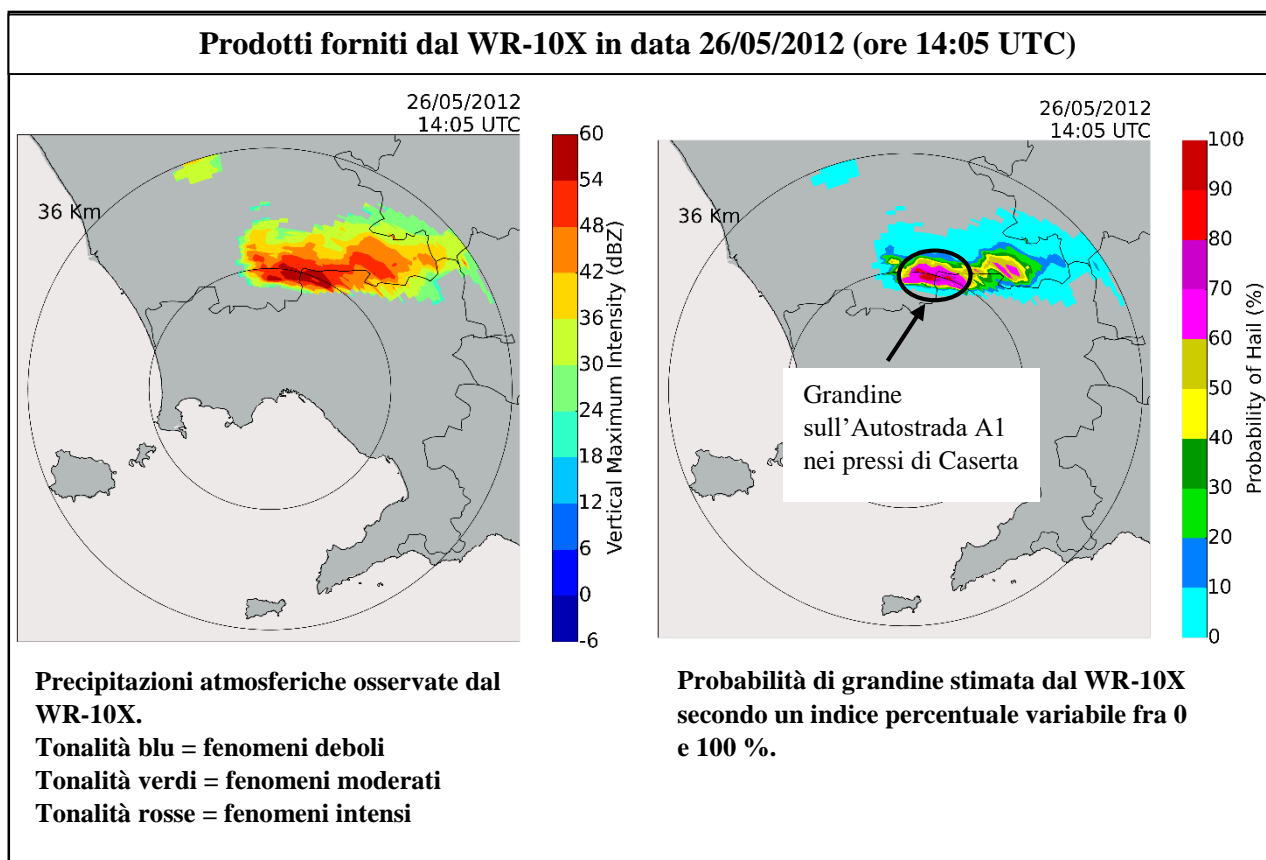 Prodotti forniti dal WR-10X in data 26/05/2012 (ore 14:05 UTC)
26/05/2012
14:05 UTC
36 Km
60
54
48
42
36
30
24
18
12
6
0
-6
Vertical Maximum Intensity (dBZ)
26/05/2012
14:05 UTC
36 Km
100
90
80
70
60
50
40
30
20
10
0
Probability of Hail (%)
Grandine
sull’Autostrada A1
nei pressi di Caserta
Precipitazioni atmosferiche osservate dal
WR-10X.
Tonalità blu = fenomeni deboli
Tonalità verdi = fenomeni moderati
Tonalità rosse = fenomeni intensi
Probabilità di grandine stimata dal WR-10X
secondo un indice percentuale variabile fra 0
e 100 %.